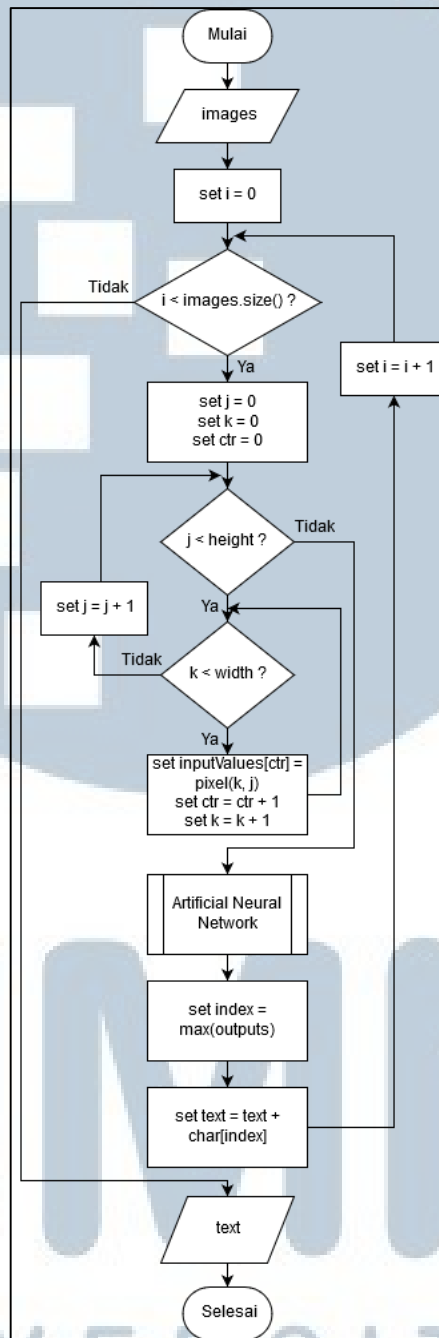 Mulai
images
set i = 0
Tidak
i < images.size() ?
Ya
set i = i + 1
set j = 0
set k = 0
set ctr = 0
j < height ?
Tidak
set j = j + 1
Ya
Tidak
k < width ?
Ya
set inputValues[ctr] =
pixel(k, j)
set ctr = ctr + 1
set k = k + 1
Artificial Neural
Network
set index =
max(outputs)
set text = text +
char[index]
text
Selesai